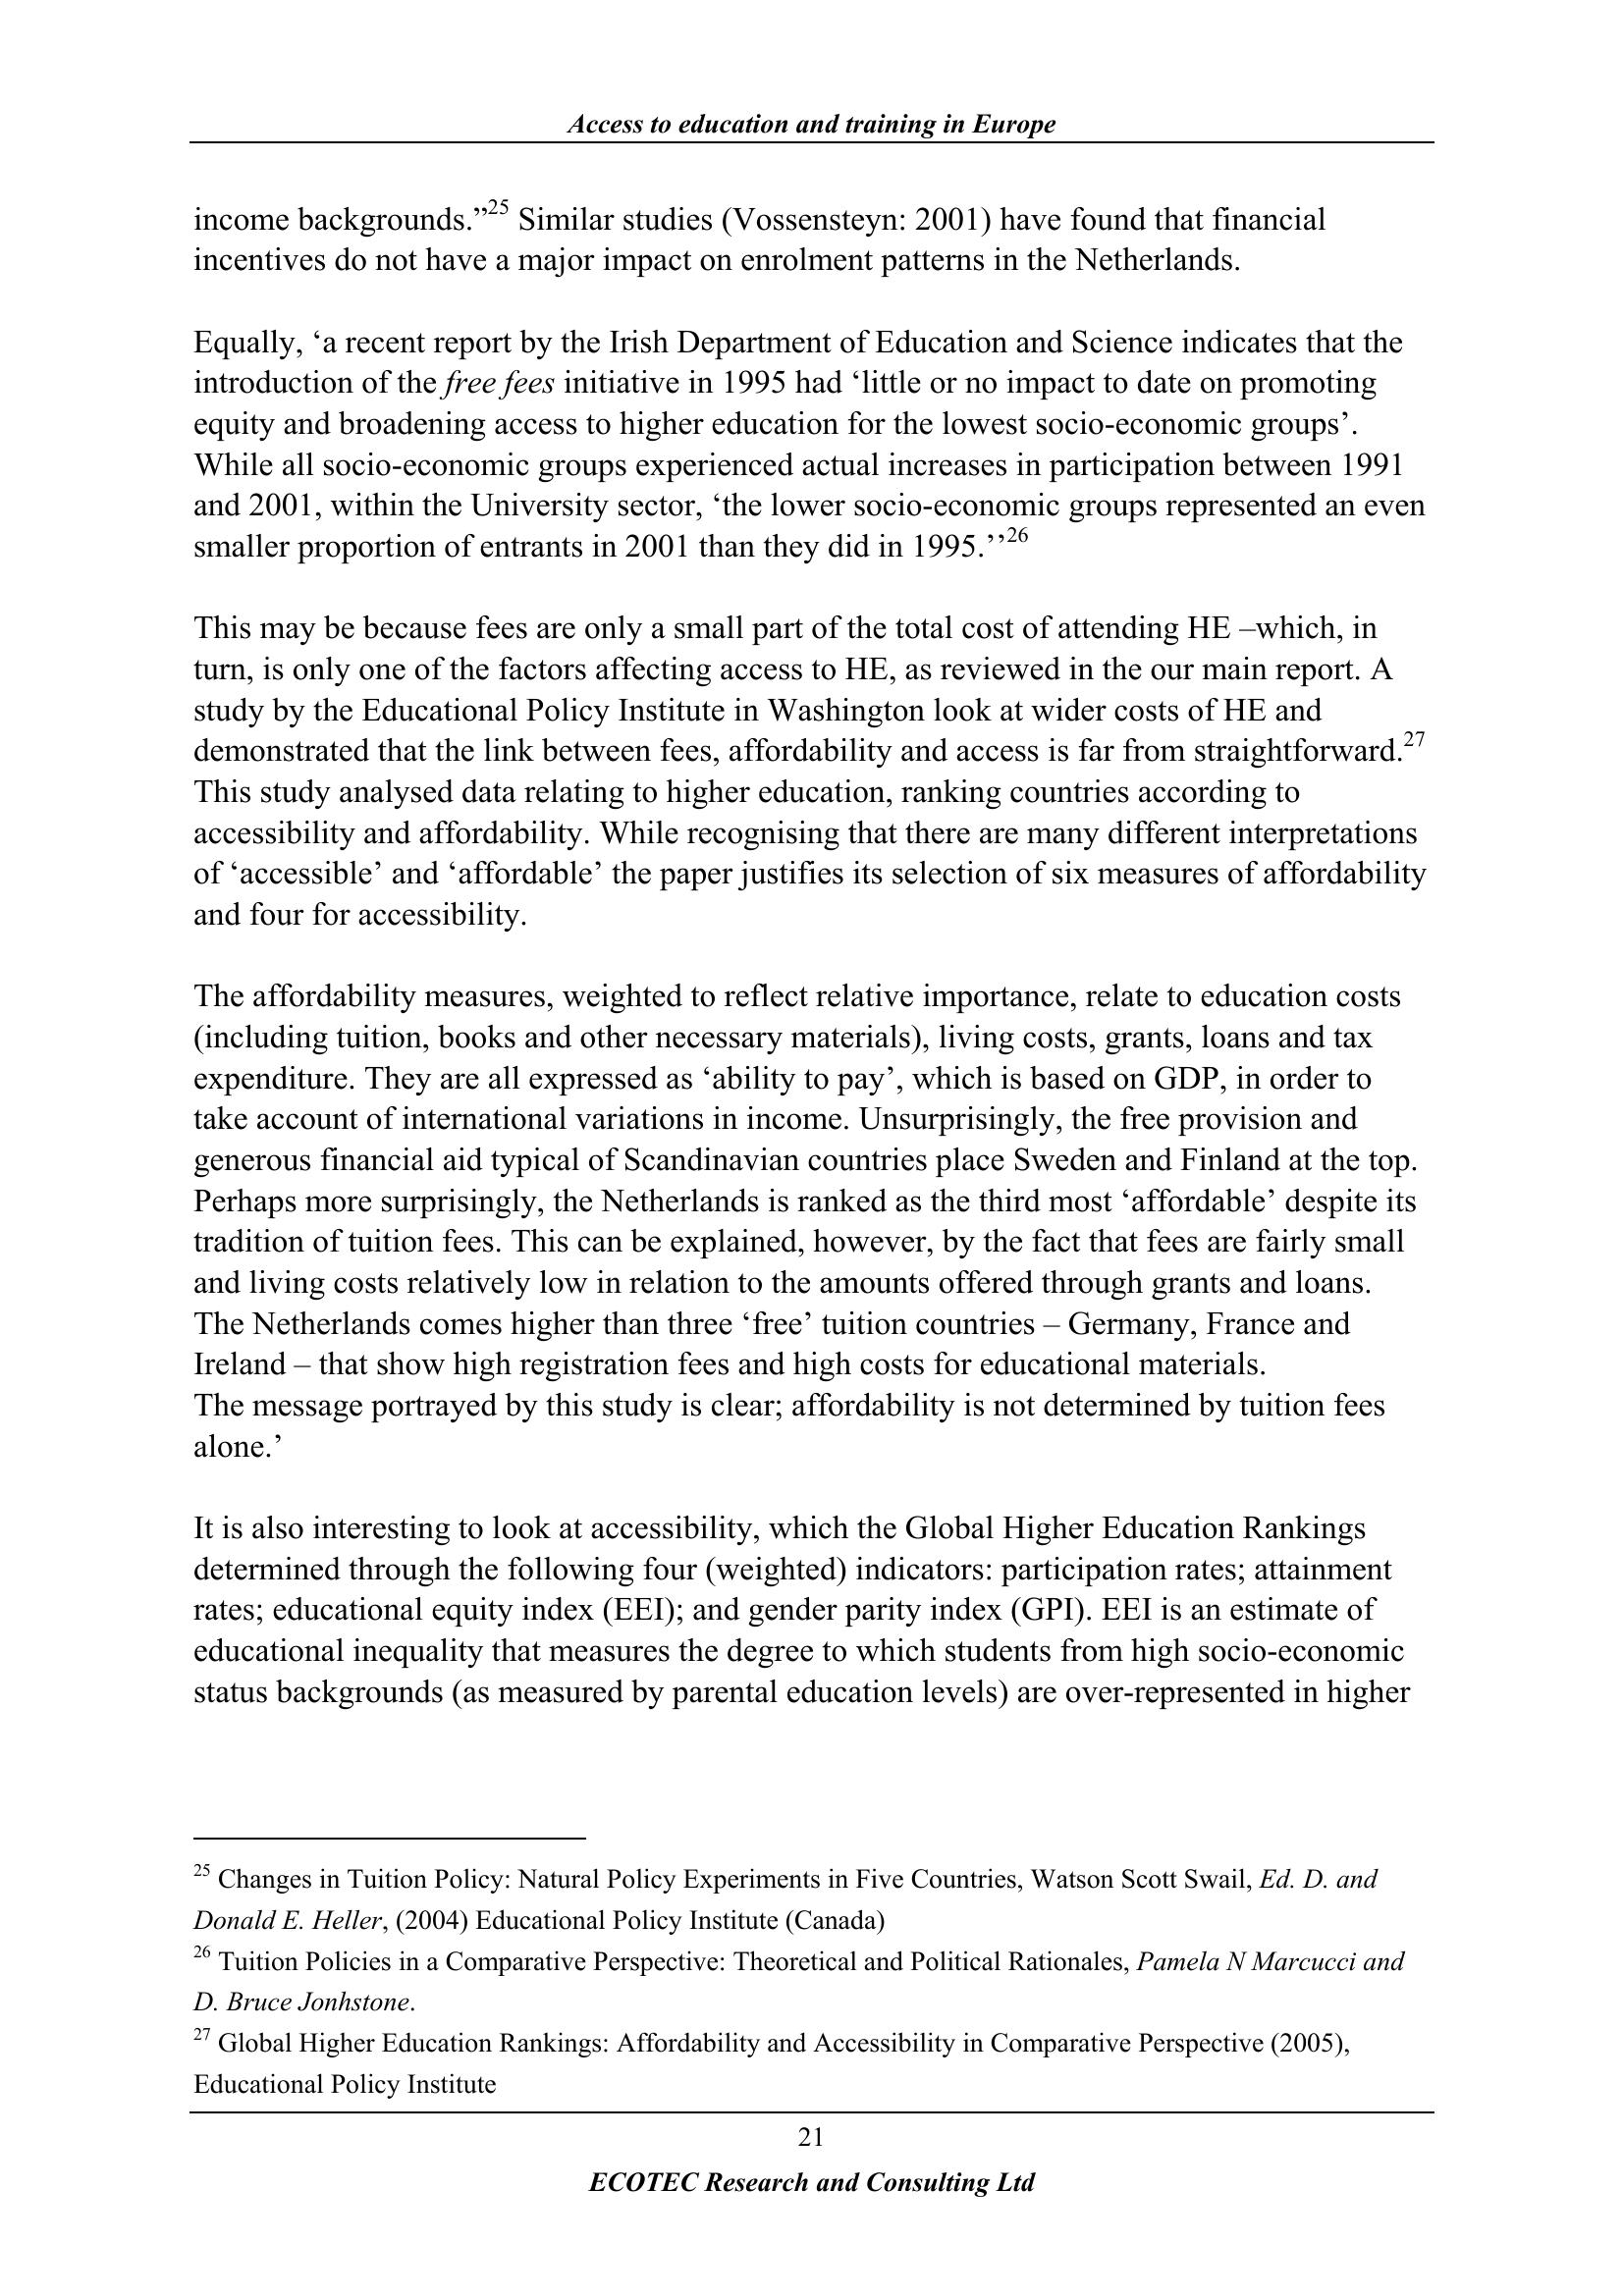 Access to education and training in Europe
income backgrounds.”25 Similar studies (Vossensteyn: 2001) have found that financial
incentives do not have a major impact on enrolment patterns in the Netherlands.
Equally, ‘a recent report by the Irish Department of Education and Science indicates that the
introduction of the free fees initiative in 1995 had ‘little or no impact to date on promoting
equity and broadening access to higher education for the lowest socio-economic groups’.
While all socio-economic groups experienced actual increases in participation between 1991
and 2001, within the University sector, ‘the lower socio-economic groups represented an even
smaller proportion of entrants in 2001 than they did in 1995.’’26
This may be because fees are only a small part of the total cost of attending HE –which, in
turn, is only one of the factors affecting access to HE, as reviewed in the our main report. A
study by the Educational Policy Institute in Washington look at wider costs of HE and
demonstrated that the link between fees, affordability and access is far from straightforward.27
This study analysed data relating to higher education, ranking countries according to
accessibility and affordability. While recognising that there are many different interpretations
of ‘accessible’ and ‘affordable’ the paper justifies its selection of six measures of affordability
and four for accessibility.
The affordability measures, weighted to reflect relative importance, relate to education costs
(including tuition, books and other necessary materials), living costs, grants, loans and tax
expenditure. They are all expressed as ‘ability to pay’, which is based on GDP, in order to
take account of international variations in income. Unsurprisingly, the free provision and
generous financial aid typical of Scandinavian countries place Sweden and Finland at the top.
Perhaps more surprisingly, the Netherlands is ranked as the third most ‘affordable’ despite its
tradition of tuition fees. This can be explained, however, by the fact that fees are fairly small
and living costs relatively low in relation to the amounts offered through grants and loans.
The Netherlands comes higher than three ‘free’ tuition countries – Germany, France and
Ireland – that show high registration fees and high costs for educational materials.
The message portrayed by this study is clear; affordability is not determined by tuition fees
alone.’
It is also interesting to look at accessibility, which the Global Higher Education Rankings
determined through the following four (weighted) indicators: participation rates; attainment
rates; educational equity index (EEI); and gender parity index (GPI). EEI is an estimate of
educational inequality that measures the degree to which students from high socio-economic
status backgrounds (as measured by parental education levels) are over-represented in higher
25 Changes in Tuition Policy: Natural Policy Experiments in Five Countries, Watson Scott Swail, Ed. D. and
Donald E. Heller, (2004) Educational Policy Institute (Canada)
26 Tuition Policies in a Comparative Perspective: Theoretical and Political Rationales, Pamela N Marcucci and
D. Bruce Jonhstone.
27 Global Higher Education Rankings: Affordability and Accessibility in Comparative Perspective (2005),
Educational Policy Institute
21
ECOTEC Research and Consulting Ltd